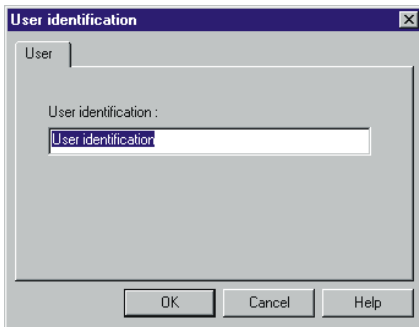 User identification
User
User identification :
User identification
OK Cancel Help